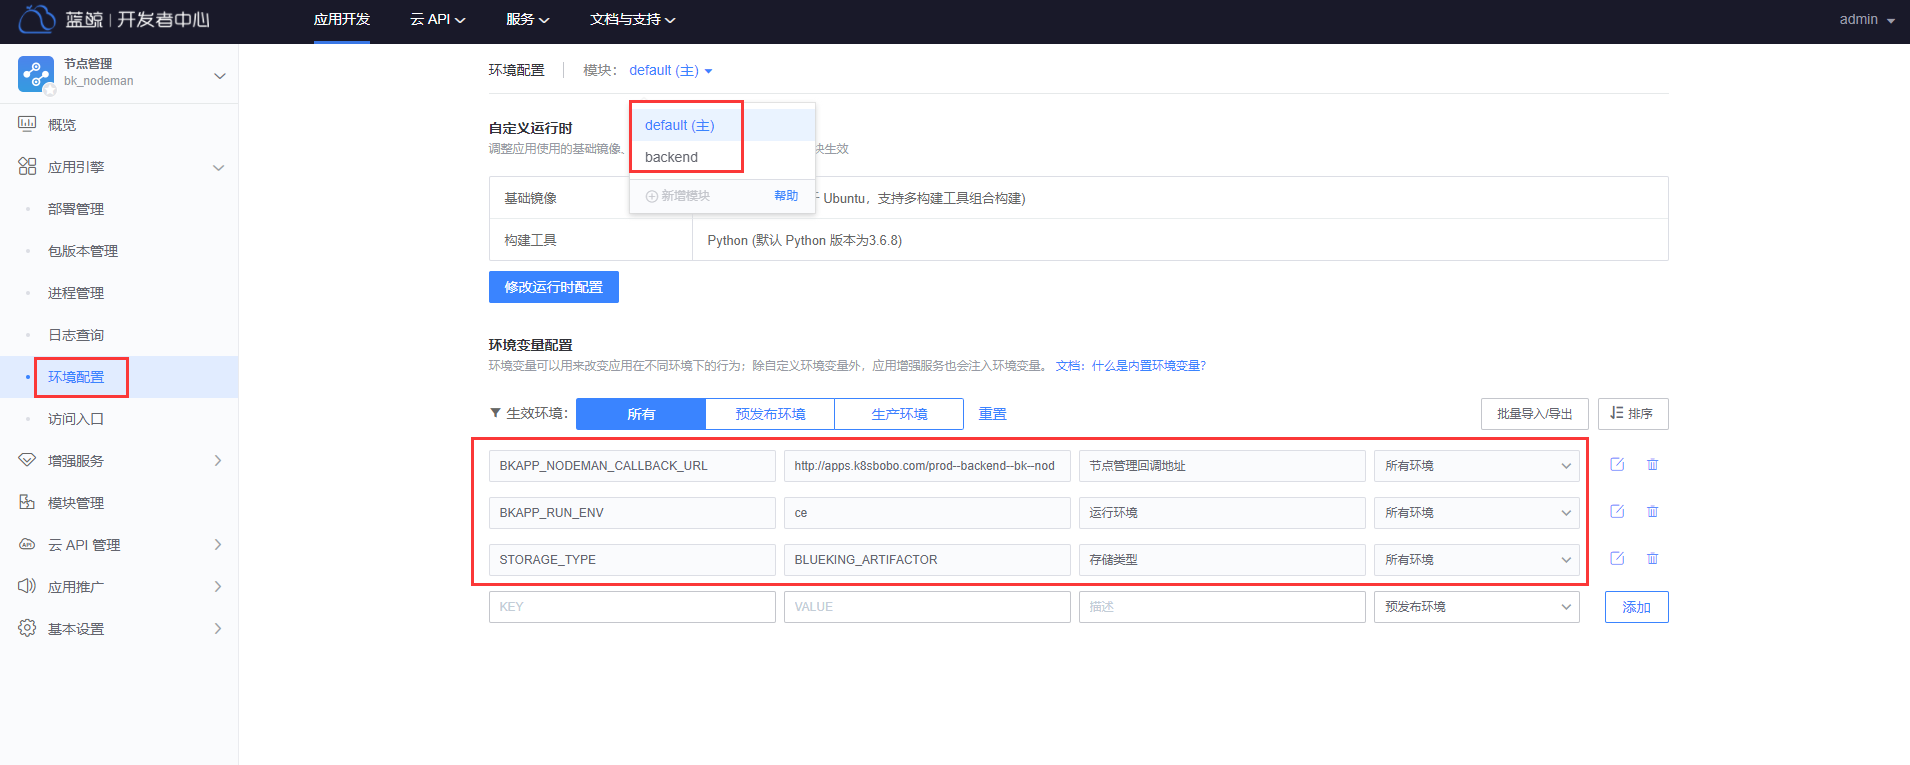 蓝鲸 | 开发者中心
应用开发
云 API
服务
文档与支持
admin
节点管理
bk_nodeman
概览
应用引擎
部署管理
包版本管理
进程管理
日志查询
环境配置
访问入口
增强服务
模块管理
云 API 管理
应用推广
基本设置
环境配置
模块：
default (主)
default (主)
backend
新增模块
帮助
自定义运行时
调整应用使用的基础镜像、
块生效
基础镜像
Ubuntu，支持多构建工具组合构建)
构建工具
Python (默认 Python 版本为3.6.8)
修改运行时配置
环境变量配置
环境变量可以用来改变应用在不同环境下的行为；除自定义环境变量外，应用增强服务也会注入环境变量。 文档：什么是内置环境变量?
生效环境：
所有
预发布环境
生产环境
重置
批量导入/导出
排序
BKAPP_NODEMAN_CALLBACK_URL
http://apps.k8sbobo.com/prod--backend--bk--nod
节点管理回调地址
所有环境
BKAPP_RUN_ENV
ce
运行环境
所有环境
STORAGE_TYPE
BLUEKING_ARTIFACTOR
存储类型
所有环境
KEY
VALUE
描述
预发布环境
添加